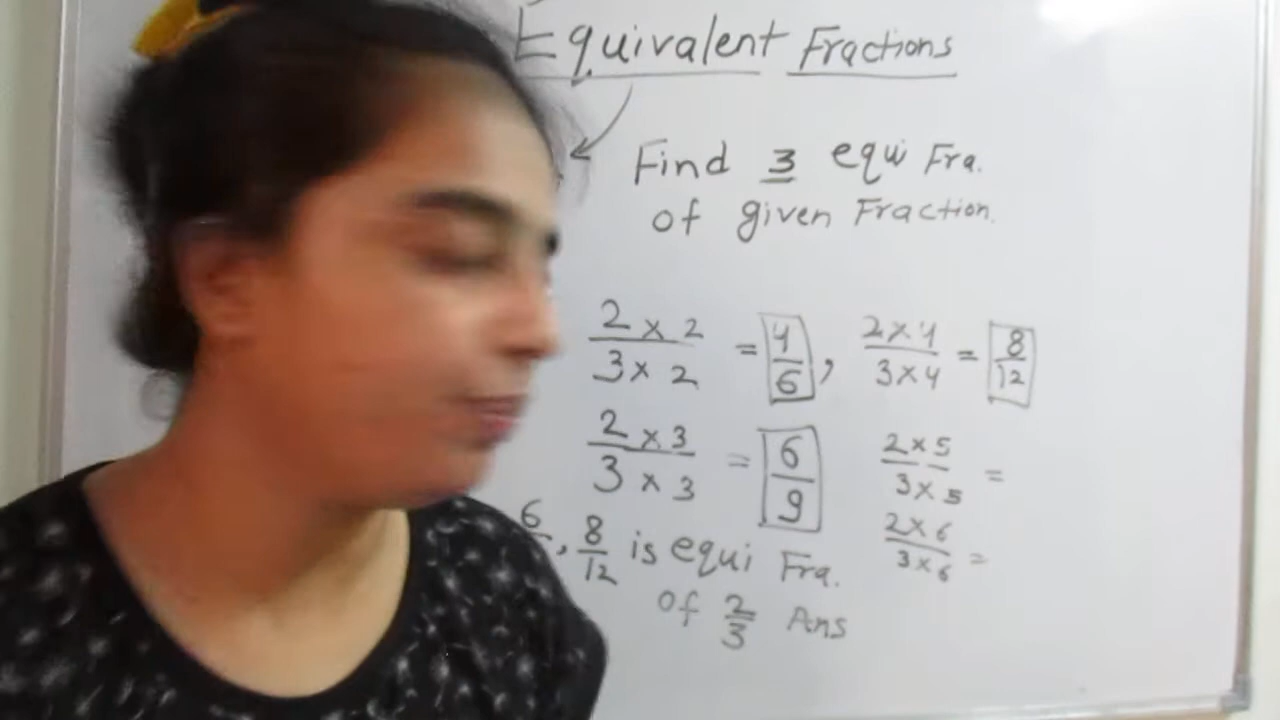 Equivalent Fractions
Find 3 equi Fra.
of given Fraction.
2 × 2 / 3 × 2 = 4/6, 2×4 / 3×4 = 8/12
2 × 3 / 3 × 3 = 6/9
2×5 / 3×5 =
2×6 / 3×6 =
6/ , 8/12 is equi Fra.
of 2/3 Ans